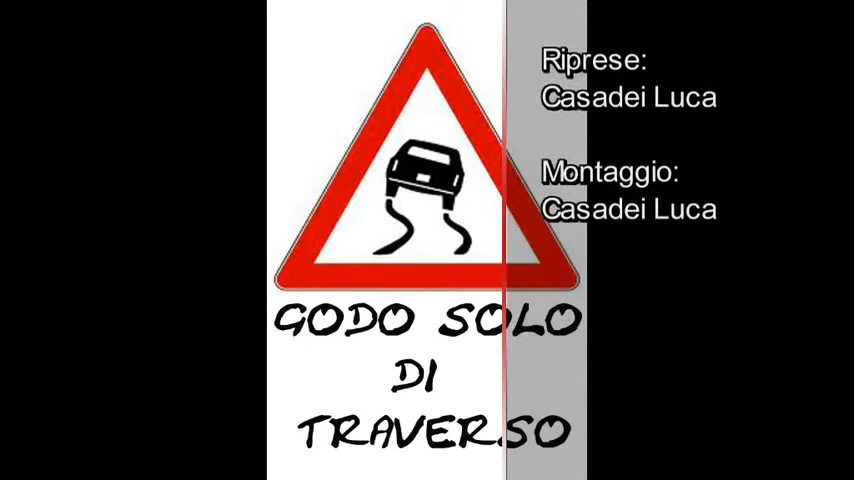 Riprese:
Casadei Luca
Montaggio:
Casadei Luca
GODO SOLO
DI
TRAVERSO